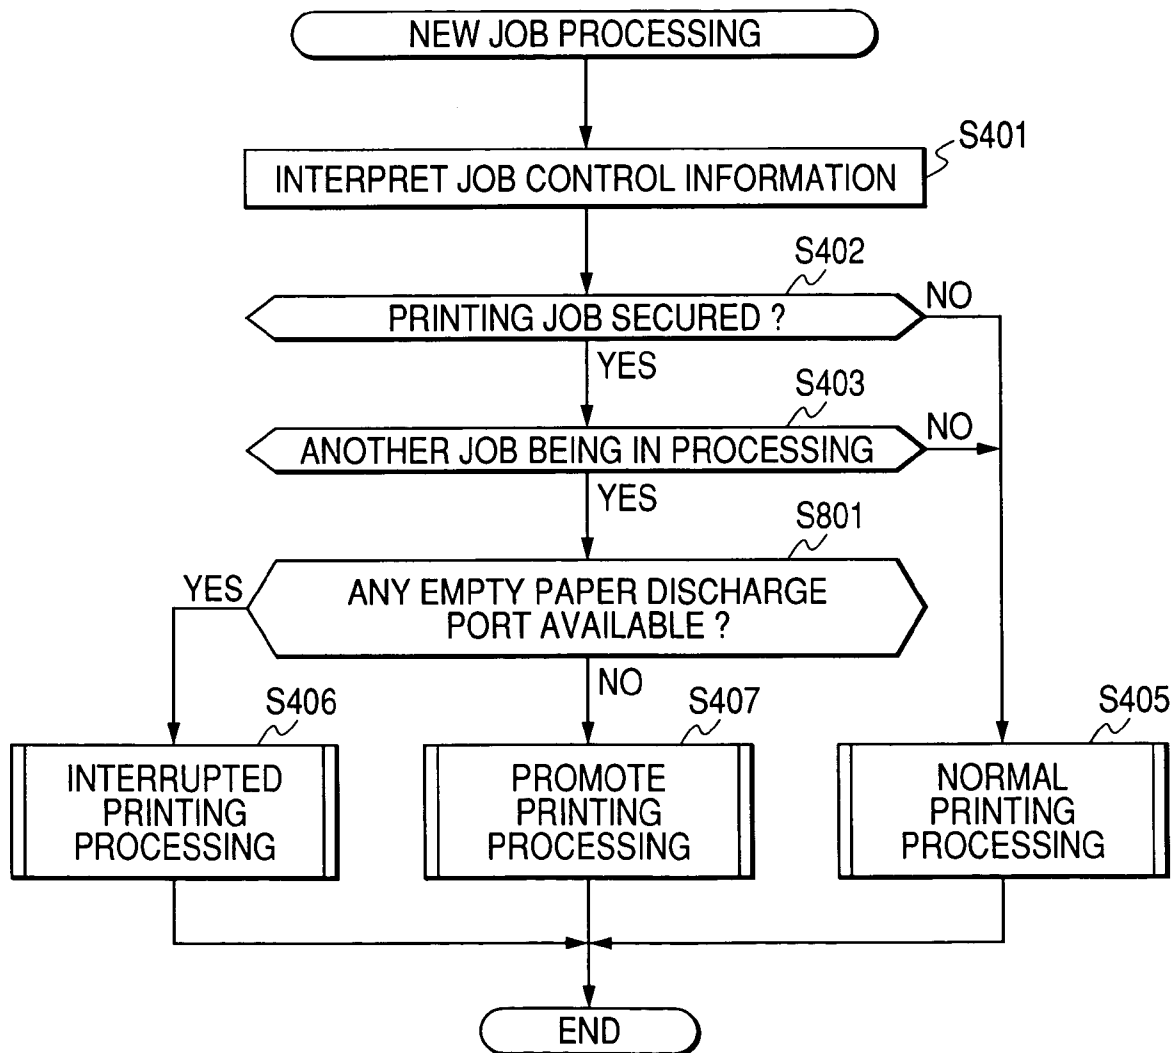 NEW JOB PROCESSING
S401
INTERPRET JOB CONTROL INFORMATION
S402
PRINTING JOB SECURED ?
NO
YES
S403
ANOTHER JOB BEING IN PROCESSING
NO
YES
S801
YES
ANY EMPTY PAPER DISCHARGE
PORT AVAILABLE ?
NO
S406
INTERRUPTED
PRINTING
PROCESSING
S407
PROMOTE
PRINTING
PROCESSING
S405
NORMAL
PRINTING
PROCESSING
END